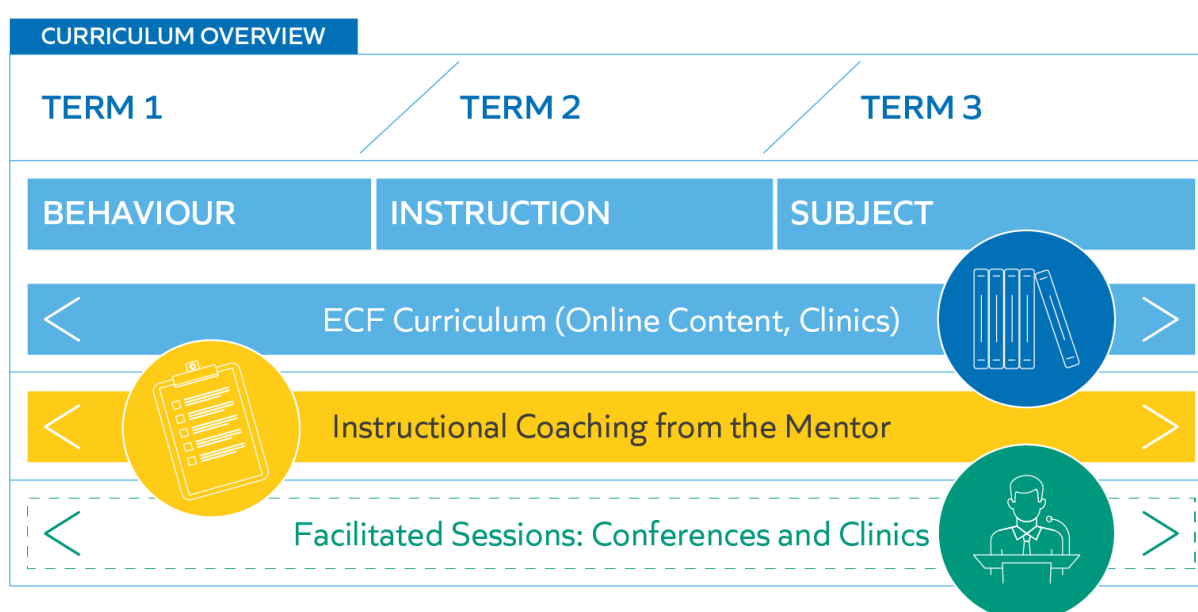 CURRICULUM OVERVIEW
TERM 1 TERM 2 TERM 3
BEHAVIOUR INSTRUCTION SUBJECT
ECF Curriculum (Online Content, Clinics)
Instructional Coaching from the Mentor
Facilitated Sessions: Conferences and Clinics